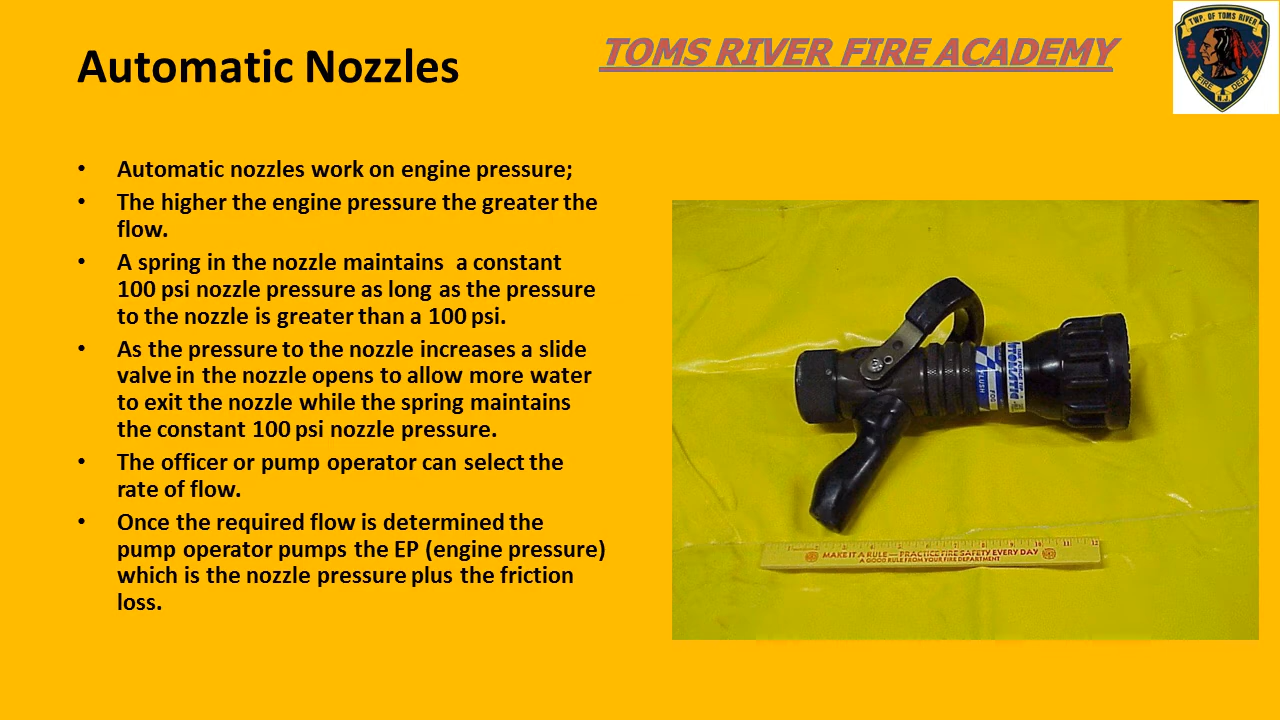 Automatic Nozzles
TOMS RIVER FIRE ACADEMY
TWP. OF TOMS RIVER
FIRE DEPT
N.J.
• Automatic nozzles work on engine pressure;
• The higher the engine pressure the greater the
flow.
• A spring in the nozzle maintains  a constant
100 psi nozzle pressure as long as the pressure
to the nozzle is greater than a 100 psi.
• As the pressure to the nozzle increases a slide
valve in the nozzle opens to allow more water
to exit the nozzle while the spring maintains
the constant 100 psi nozzle pressure.
• The officer or pump operator can select the
rate of flow.
• Once the required flow is determined the
pump operator pumps the EP (engine pressure)
which is the nozzle pressure plus the friction
loss.
AUTOMATIC
FLUSH
FOG
MAKE IT A RULE — PRACTICE FIRE SAFETY EVERY DAY
A GOOD RULE FROM YOUR FIRE DEPARTMENT